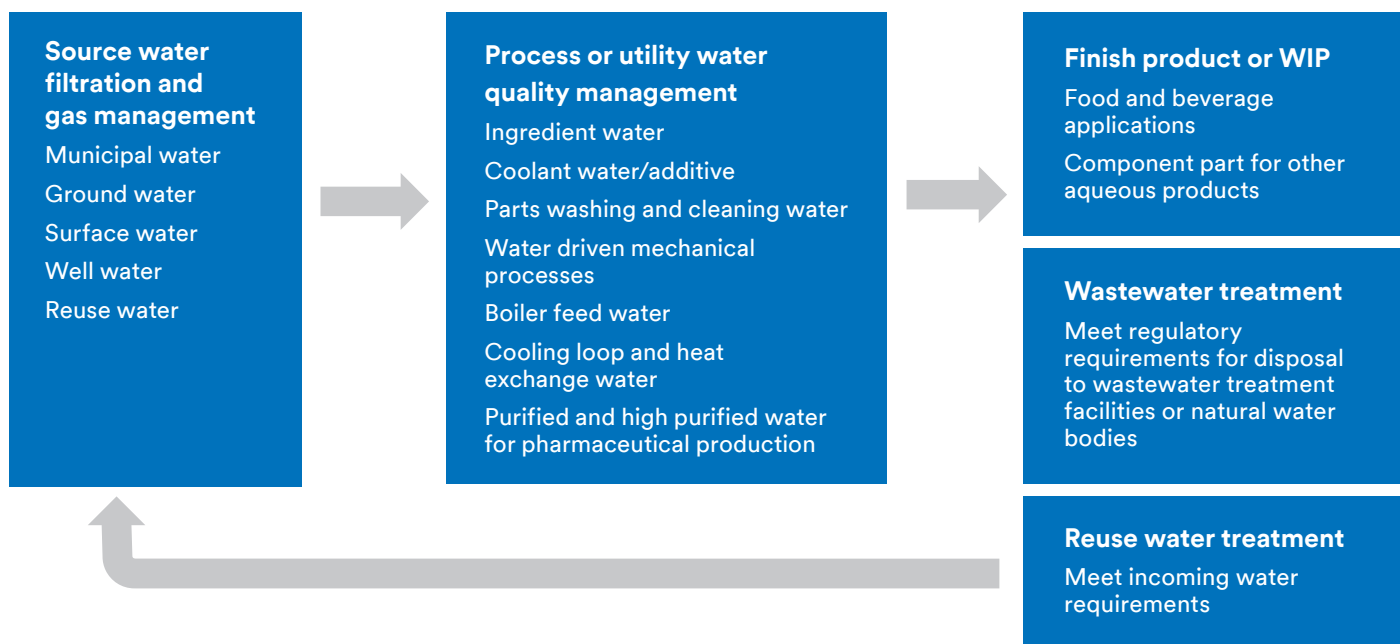 Source water
filtration and
gas management
Municipal water
Ground water
Surface water
Well water
Reuse water
Process or utility water
quality management
Ingredient water
Coolant water/additive
Parts washing and cleaning water
Water driven mechanical
processes
Boiler feed water
Cooling loop and heat
exchange water
Purified and high purified water
for pharmaceutical production
Finish product or WIP
Food and beverage
applications
Component part for other
aqueous products
Wastewater treatment
Meet regulatory
requirements for disposal
to wastewater treatment
facilities or natural water
bodies
Reuse water treatment
Meet incoming water
requirements